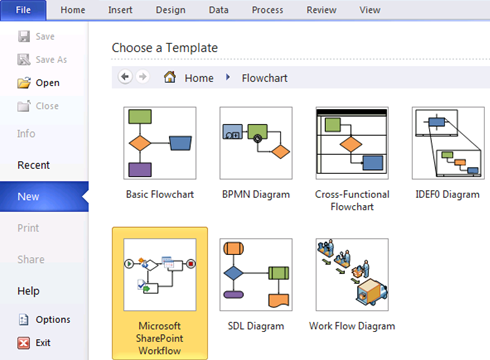 File Home Insert Design Data Process Review View
Save
Save As
Open
Close
Info
Recent
New
Print
Share
Help
Options
Exit
Choose a Template
Home Flowchart
Basic Flowchart BPMN Diagram Cross-Functional IDEF0 Diagram
Flowchart
Microsoft SDL Diagram Work Flow Diagram
SharePoint
Workflow